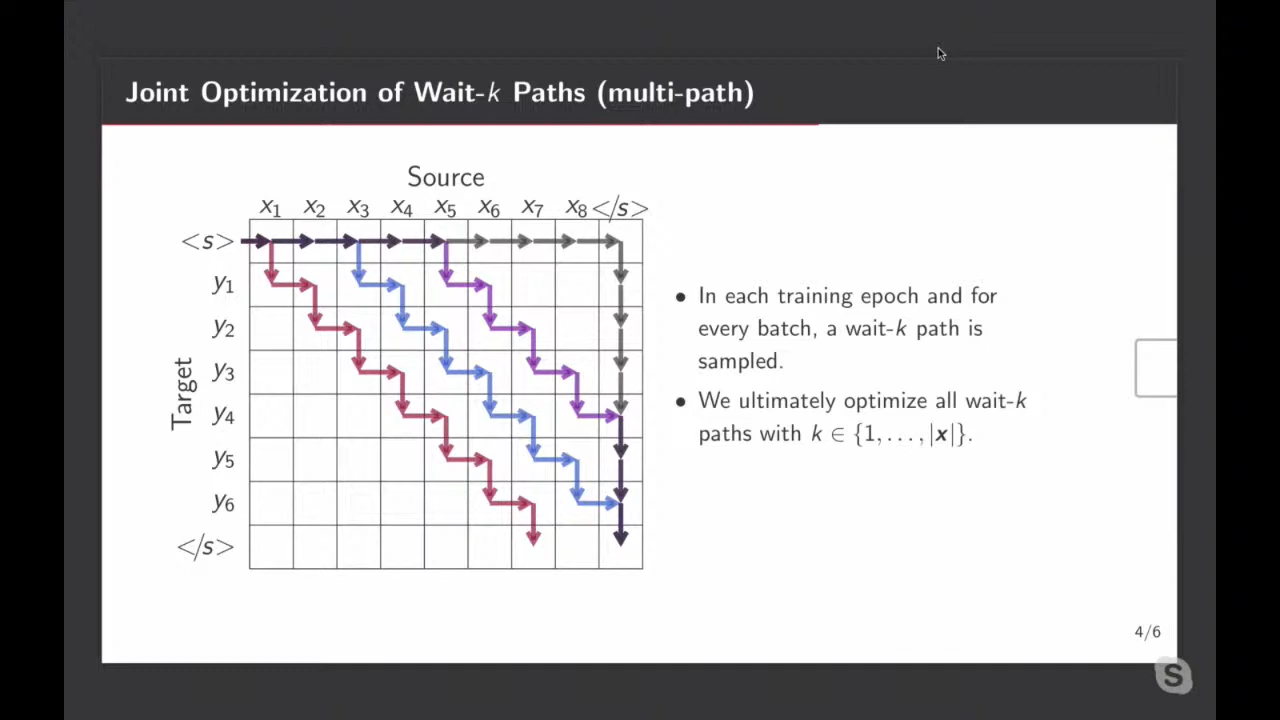 Joint Optimization of Wait-k Paths (multi-path)
Source
x₁ x₂ x₃ x₄ x₅ x₆ x₇ x₈ </s>
<s>
y₁
y₂
y₃
y₄
y₅
y₆
</s>
Target
• In each training epoch and for
every batch, a wait-k path is
sampled.
• We ultimately optimize all wait-k
paths with k ∈ {1, . . . , |x|}.
4/6
S